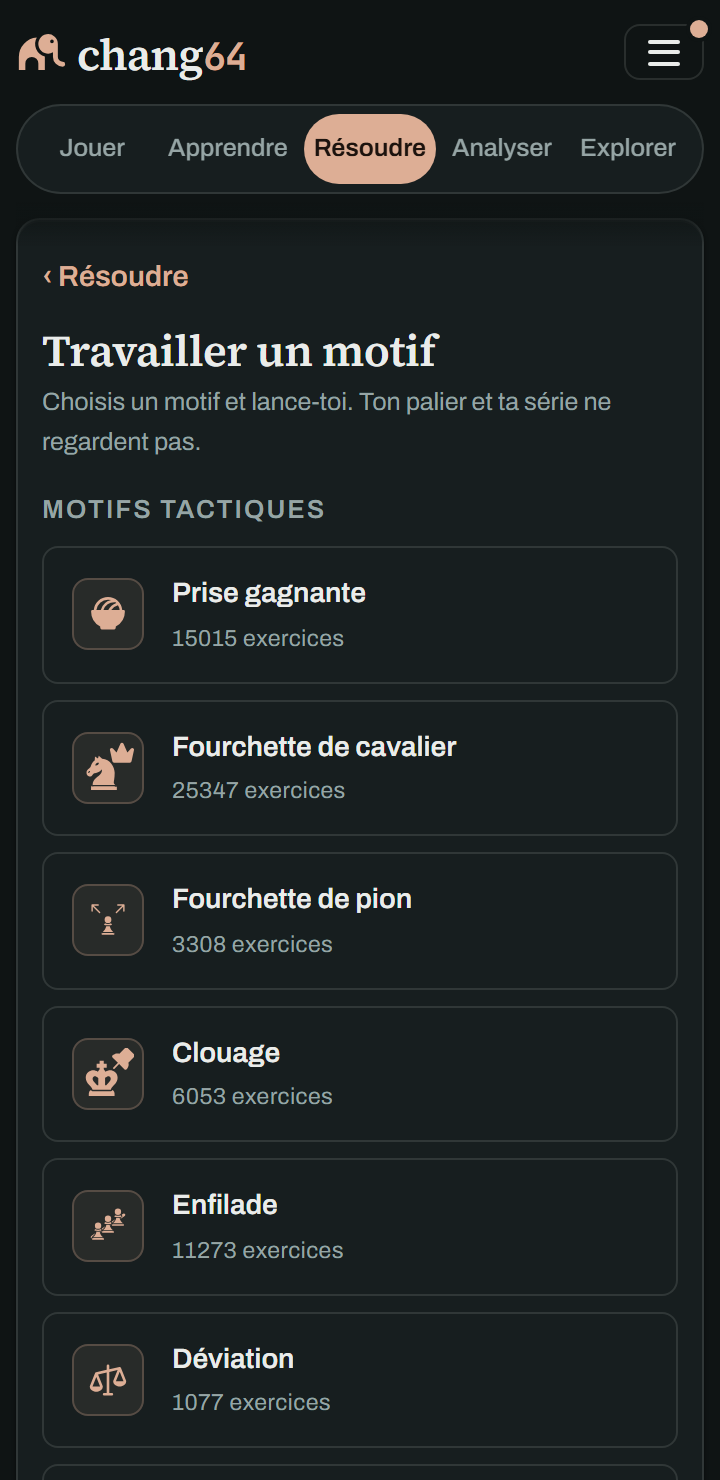 chang64
Jouer Apprendre Résoudre Analyser Explorer
‹ Résoudre
Travailler un motif
Choisis un motif et lance-toi. Ton palier et ta série ne
regardent pas.
MOTIFS TACTIQUES
Prise gagnante
15015 exercices
Fourchette de cavalier
25347 exercices
Fourchette de pion
3308 exercices
Clouage
6053 exercices
Enfilade
11273 exercices
Déviation
1077 exercices